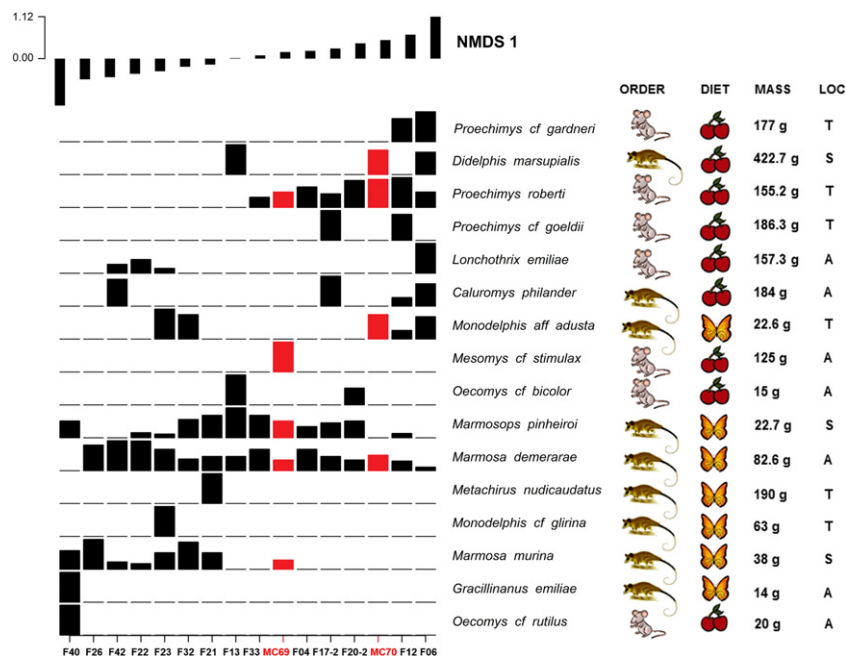 1.12
0.00
NMDS 1
ORDER DIET MASS LOC
Proechimys cf gardneri 177 g T
Didelphis marsupialis 422.7 g S
Proechimys roberti 155.2 g T
Proechimys cf goeldii 186.3 g T
Lonchothrix emiliae 157.3 g A
Caluromys philander 184 g A
Monodelphis aff adusta 22.6 g T
Mesomys cf stimulax 125 g A
Oecomys cf bicolor 15 g A
Marmosops pinheiroi 22.7 g S
Marmosa demerarae 82.6 g A
Metachirus nudicaudatus 190 g T
Monodelphis cf glirina 63 g T
Marmosa murina 38 g S
Gracillinanus emiliae 14 g A
Oecomys cf rutilus 20 g A
F40 F26 F42 F22 F23 F32 F21 F13 F33 MC69 F04 F17-2 F20-2 MC70 F12 F06